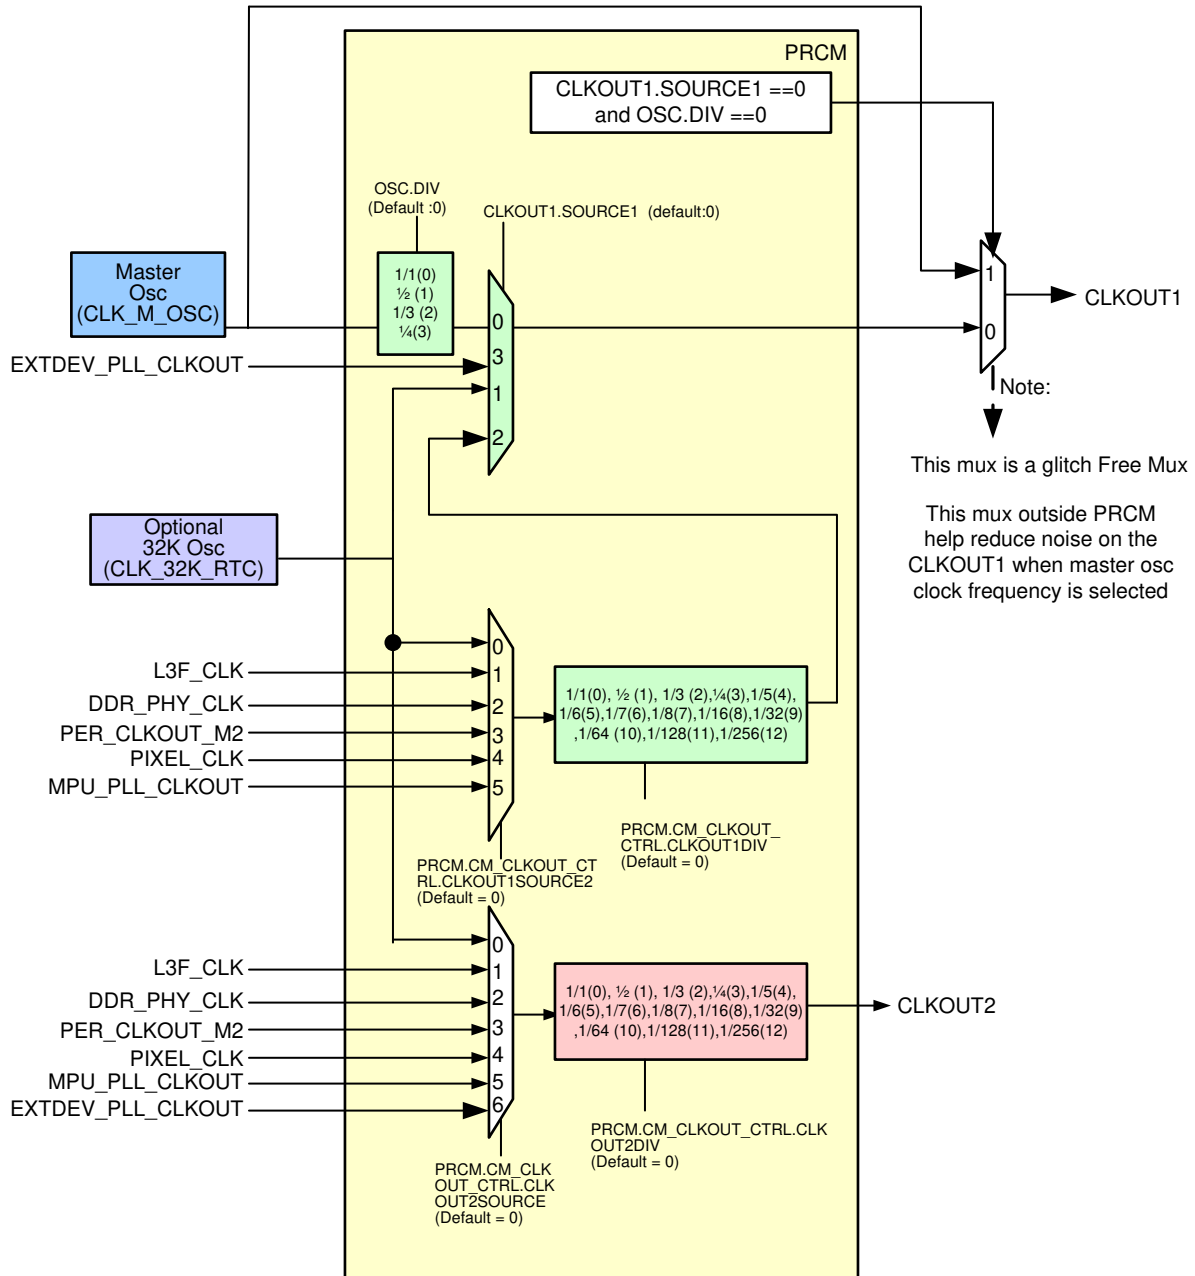 PRCM
CLKOUT1.SOURCE1 ==0
and OSC.DIV ==0
OSC.DIV
(Default :0)
CLKOUT1.SOURCE1 (default:0)
Master
Osc
(CLK_M_OSC)
1/1(0)
½ (1)
1/3 (2)
¼(3)
0
3
1
2
1
0
CLKOUT1
EXTDEV_PLL_CLKOUT
Note:
This mux is a glitch Free Mux
This mux outside PRCM
help reduce noise on the
CLKOUT1 when master osc
clock frequency is selected
Optional
32K Osc
(CLK_32K_RTC)
L3F_CLK
DDR_PHY_CLK
PER_CLKOUT_M2
PIXEL_CLK
MPU_PLL_CLKOUT
0
1
2
3
4
5
1/1(0), ½ (1), 1/3 (2),¼(3),1/5(4),
1/6(5),1/7(6),1/8(7),1/16(8),1/32(9)
,1/64 (10),1/128(11),1/256(12)
PRCM.CM_CLKOUT_
CTRL.CLKOUT1DIV
(Default = 0)
PRCM.CM_CLKOUT_CT
RL.CLKOUT1SOURCE2
(Default = 0)
L3F_CLK
DDR_PHY_CLK
PER_CLKOUT_M2
PIXEL_CLK
MPU_PLL_CLKOUT
EXTDEV_PLL_CLKOUT
0
1
2
3
4
5
6
1/1(0), ½ (1), 1/3 (2),¼(3),1/5(4),
1/6(5),1/7(6),1/8(7),1/16(8),1/32(9)
,1/64 (10),1/128(11),1/256(12)
CLKOUT2
PRCM.CM_CLKOUT_CTRL.CLK
OUT2DIV
(Default = 0)
PRCM.CM_CLK
OUT_CTRL.CLK
OUT2SOURCE
(Default = 0)